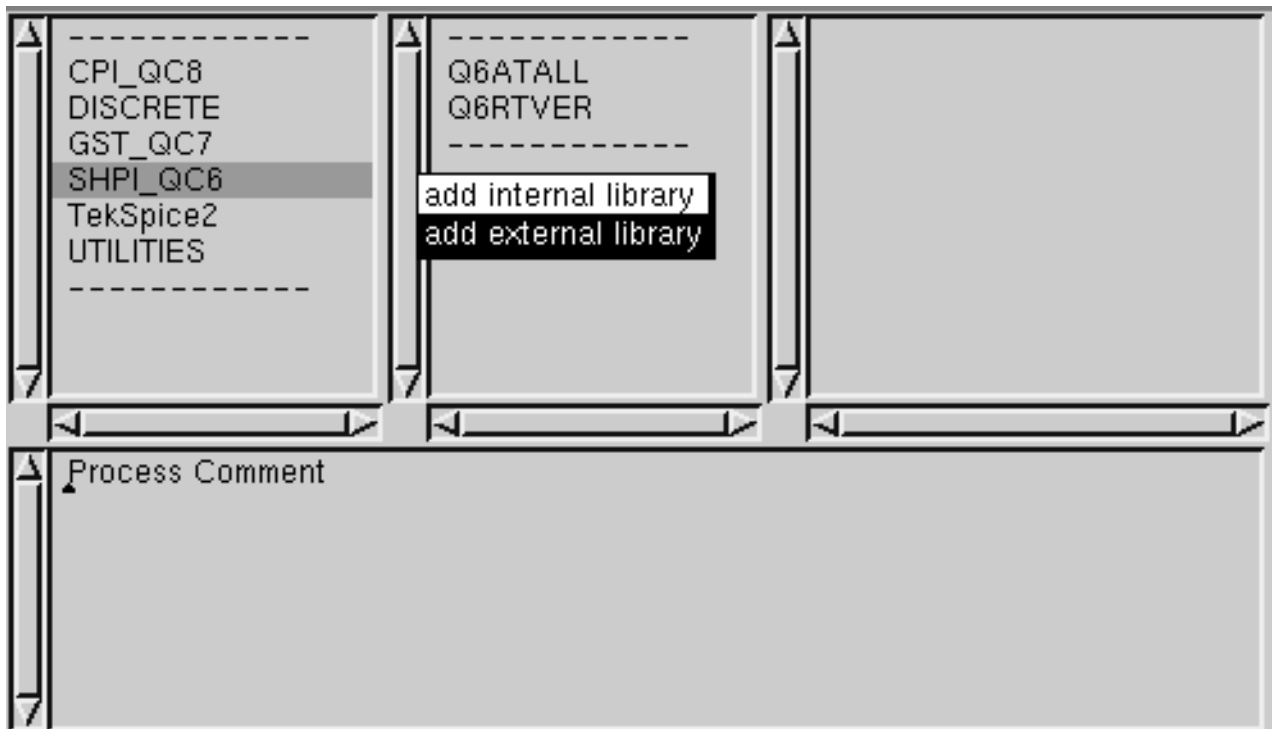 ------------
CPI_QC8
DISCRETE
GST_QC7
SHPI_QC6
TekSpice2
UTILITIES
------------
------------
Q6ATALL
Q6RTVER
------------
add internal library
add external library
Process Comment